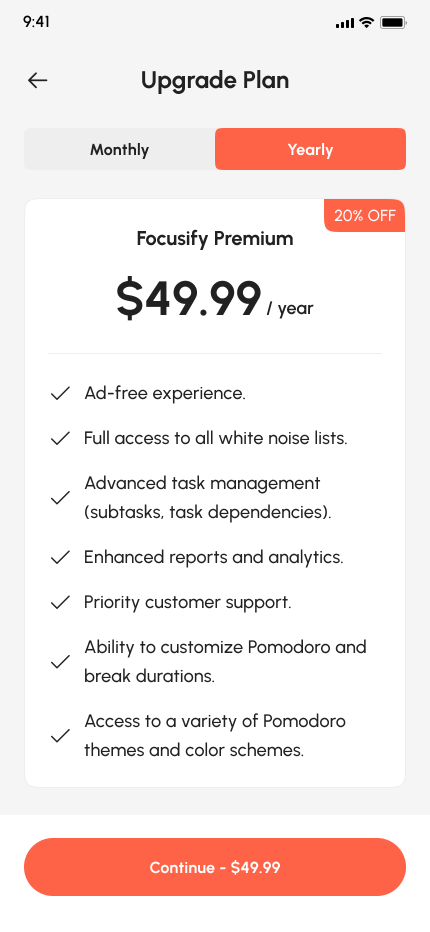 9:41
Upgrade Plan
Monthly
Yearly
20% OFF
Focusify Premium
$49.99 / year
Ad-free experience.
Full access to all white noise lists.
Advanced task management
(subtasks, task dependencies).
Enhanced reports and analytics.
Priority customer support.
Ability to customize Pomodoro and
break durations.
Access to a variety of Pomodoro
themes and color schemes.
Continue - $49.99